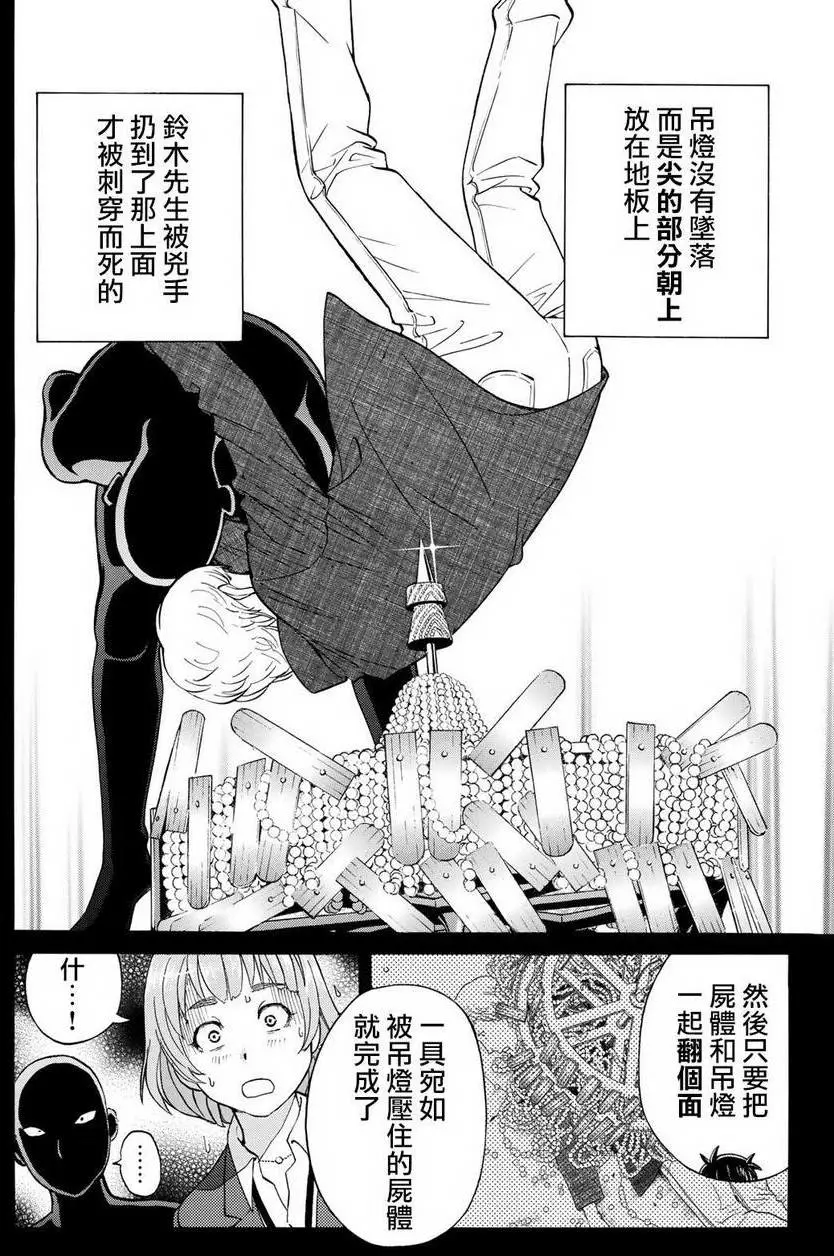 吊燈沒有墜落
而是尖的部分朝上
放在地板上
鈴木先生被兇手
扔到了那上面
才被刺穿而死的
然後只要把
屍體和吊燈
一起翻個面
一具宛如
被吊燈壓住的屍體
就完成了
什…！
……